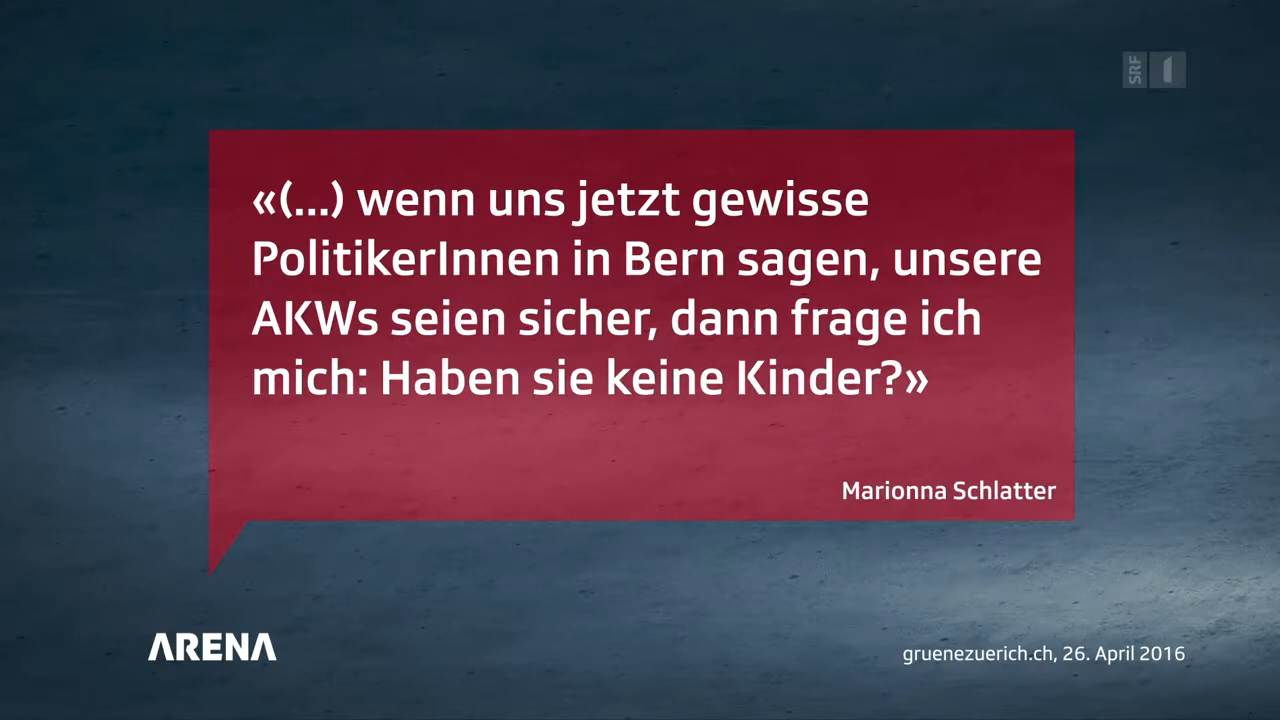 SRF 1
«(...) wenn uns jetzt gewisse
PolitikerInnen in Bern sagen, unsere
AKWs seien sicher, dann frage ich
mich: Haben sie keine Kinder?»
Marionna Schlatter
ARENA
gruenezuerich.ch, 26. April 2016